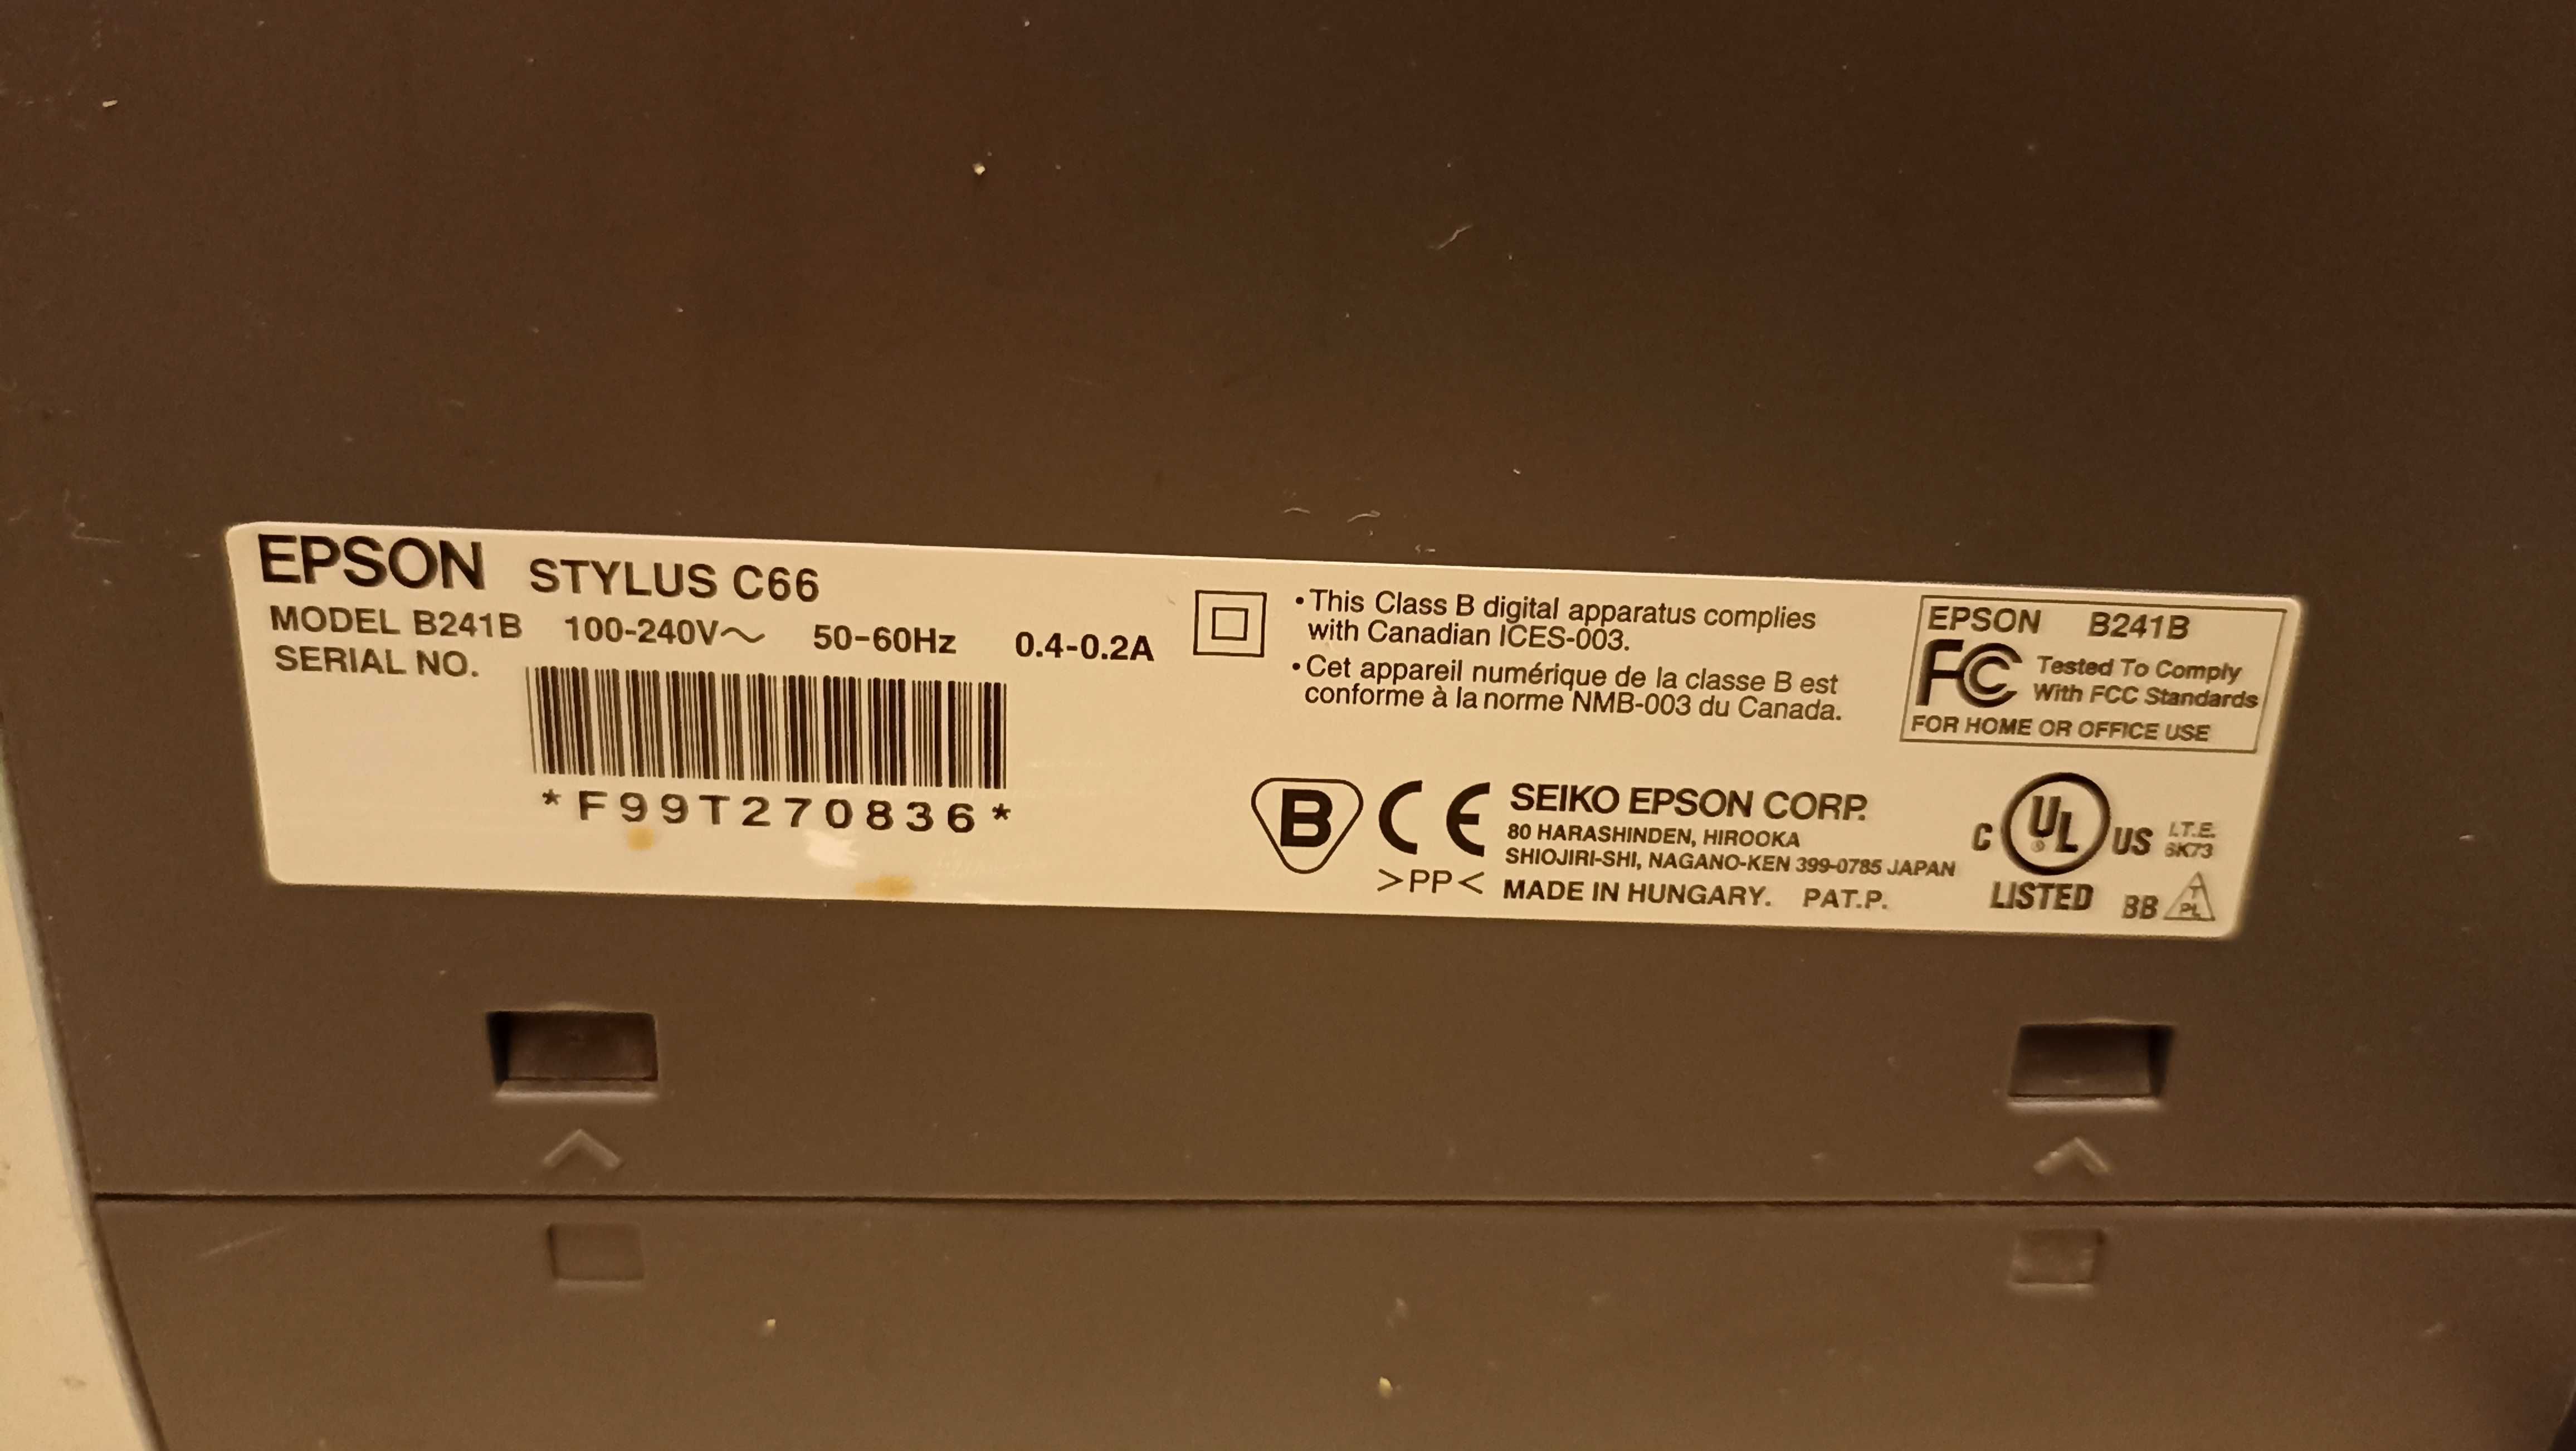 EPSON STYLUS C66
MODEL B241B 100-240V～ 50-60Hz 0.4-0.2A
SERIAL NO.
*F99T270836*
•This Class B digital apparatus complies
with Canadian ICES-003.
•Cet appareil numérique de la classe B est
conforme à la norme NMB-003 du Canada.
EPSON B241B
FC Tested To Comply
With FCC Standards
FOR HOME OR OFFICE USE
B CE
>PP<
SEIKO EPSON CORP.
80 HARASHINDEN, HIROOKA
SHIOJIRI-SHI, NAGANO-KEN 399-0785 JAPAN
MADE IN HUNGARY. PAT.P.
C UL® US
LISTED
I.T.E.
6K73
BB T PL